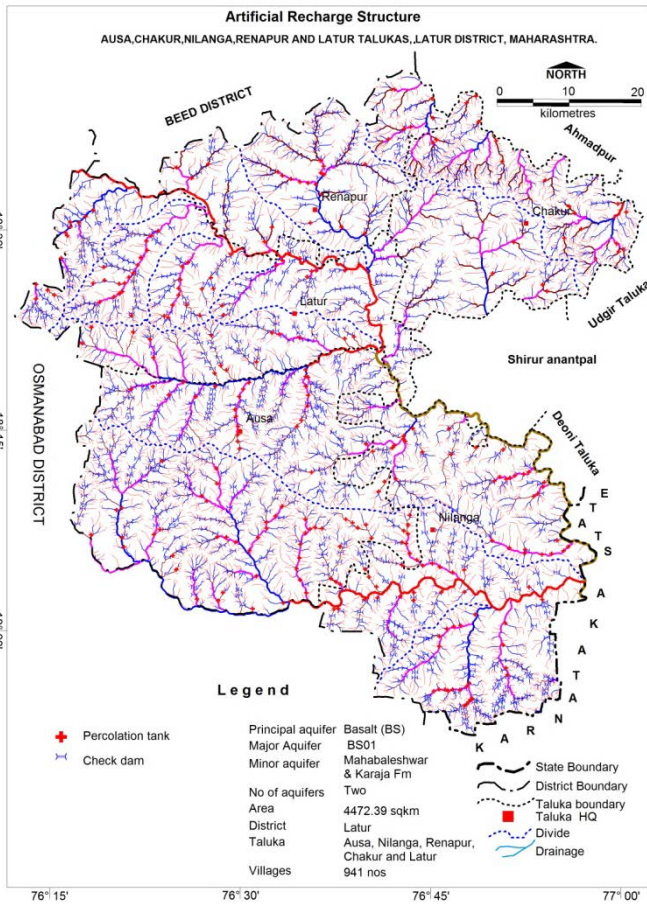 Artificial Recharge Structure
AUSA,CHAKUR,NILANGA,RENAPUR AND LATUR TALUKAS,,LATUR DISTRICT, MAHARASHTRA.
NORTH
0 10 20
kilometres
BEED DISTRICT
Ahmadpur
Renapur
Chakur
Udgir Taluka
Latur
Shirur anantpal
OSMANABAD DISTRICT
Ausa
Deoni Taluka
Nilanga
KARNATAKA STATE
Legend
Percolation tank
Check dam
Principal aquifer Basalt (BS)
Major Aquifer BS01
Minor aquifer Mahabaleshwar
& Karaja Fm
No of aquifers Two
Area 4472.39 sqkm
District Latur
Taluka Ausa, Nilanga, Renapur,
Chakur and Latur
Villages 941 nos
State Boundary
District Boundary
Taluka boundary
Taluka HQ
Divide
Drainage
76° 15' 76° 30' 76° 45' 77° 00'